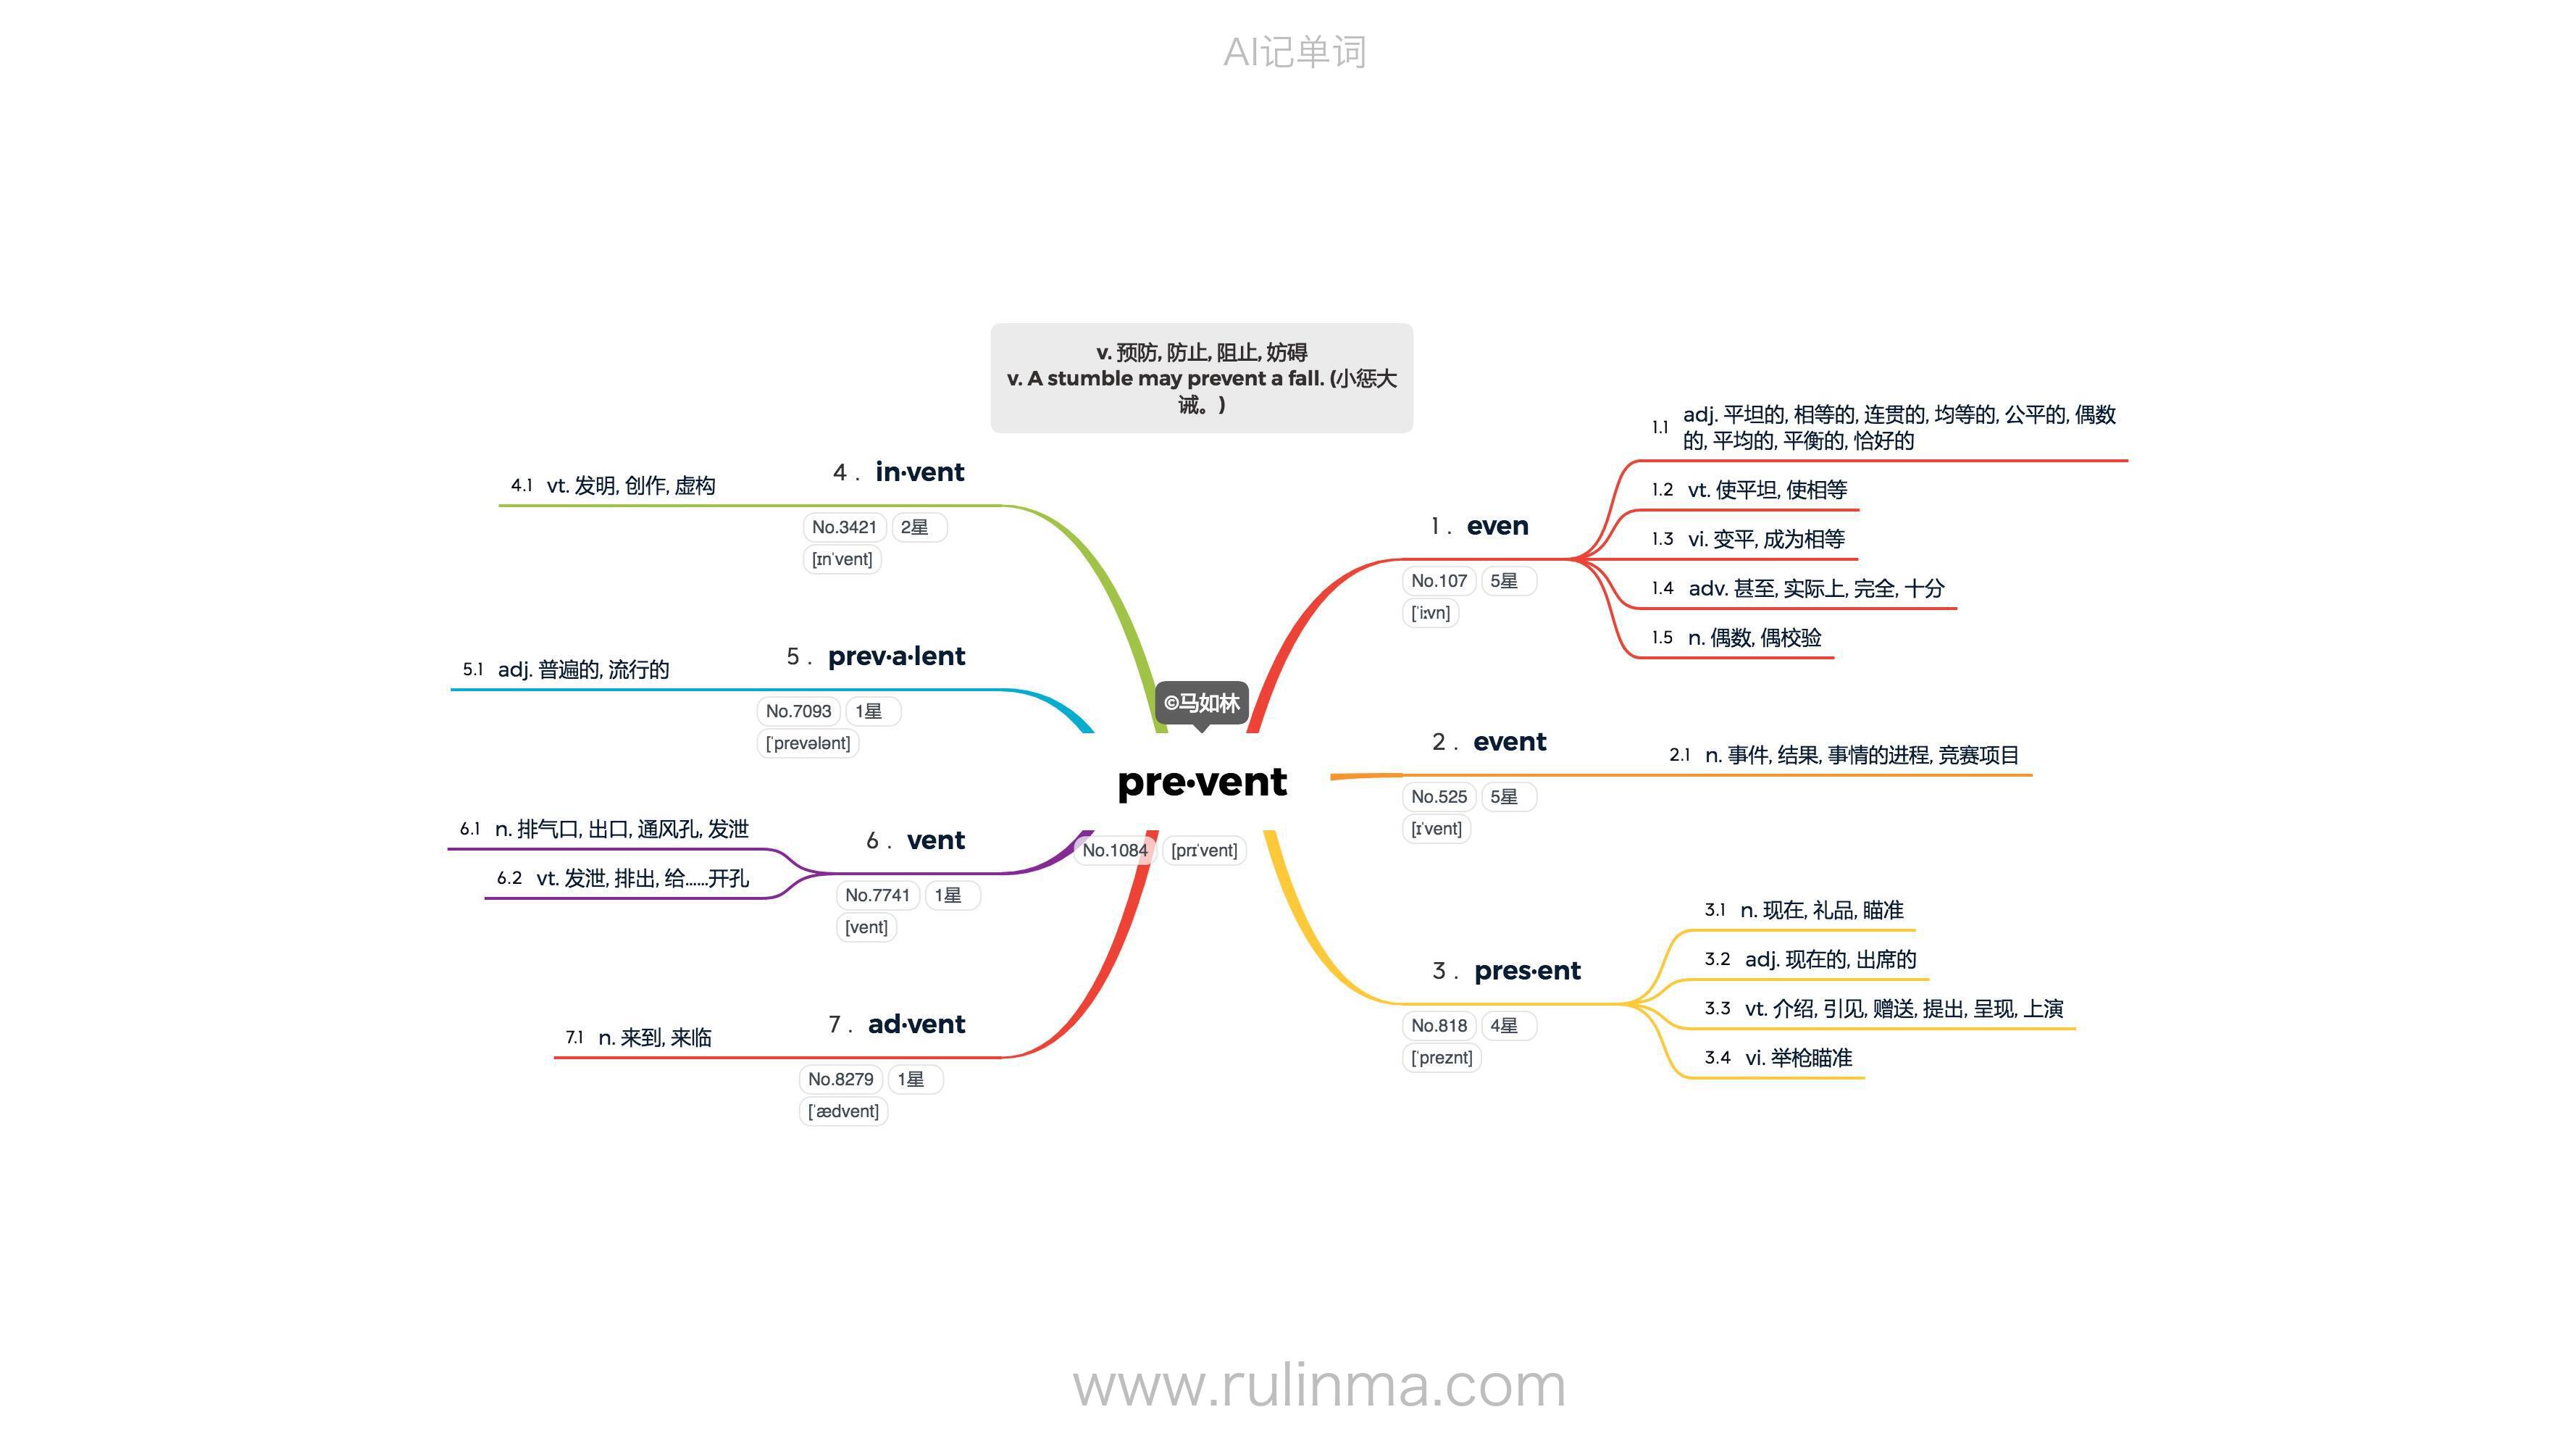 AI记单词
v. 预防, 防止, 阻止, 妨碍
v. A stumble may prevent a fall. (小惩大
诫。)
©马如林
pre·vent
No.1084 [prɪˈvent]
1 . even
No.107 5星
[ˈiːvn]
1.1 adj. 平坦的, 相等的, 连贯的, 均等的, 公平的, 偶数
的, 平均的, 平衡的, 恰好的
1.2 vt. 使平坦, 使相等
1.3 vi. 变平, 成为相等
1.4 adv. 甚至, 实际上, 完全, 十分
1.5 n. 偶数, 偶校验
2 . event
No.525 5星
[ɪˈvent]
2.1 n. 事件, 结果, 事情的进程, 竞赛项目
3 . pres·ent
No.818 4星
[ˈpreznt]
3.1 n. 现在, 礼品, 瞄准
3.2 adj. 现在的, 出席的
3.3 vt. 介绍, 引见, 赠送, 提出, 呈现, 上演
3.4 vi. 举枪瞄准
4 . in·vent
No.3421 2星
[ɪnˈvent]
4.1 vt. 发明, 创作, 虚构
5 . prev·a·lent
No.7093 1星
[ˈprevələnt]
5.1 adj. 普遍的, 流行的
6 . vent
No.7741 1星
[vent]
6.1 n. 排气口, 出口, 通风孔, 发泄
6.2 vt. 发泄, 排出, 给……开孔
7 . ad·vent
No.8279 1星
[ˈædvent]
7.1 n. 来到, 来临
www.rulinma.com